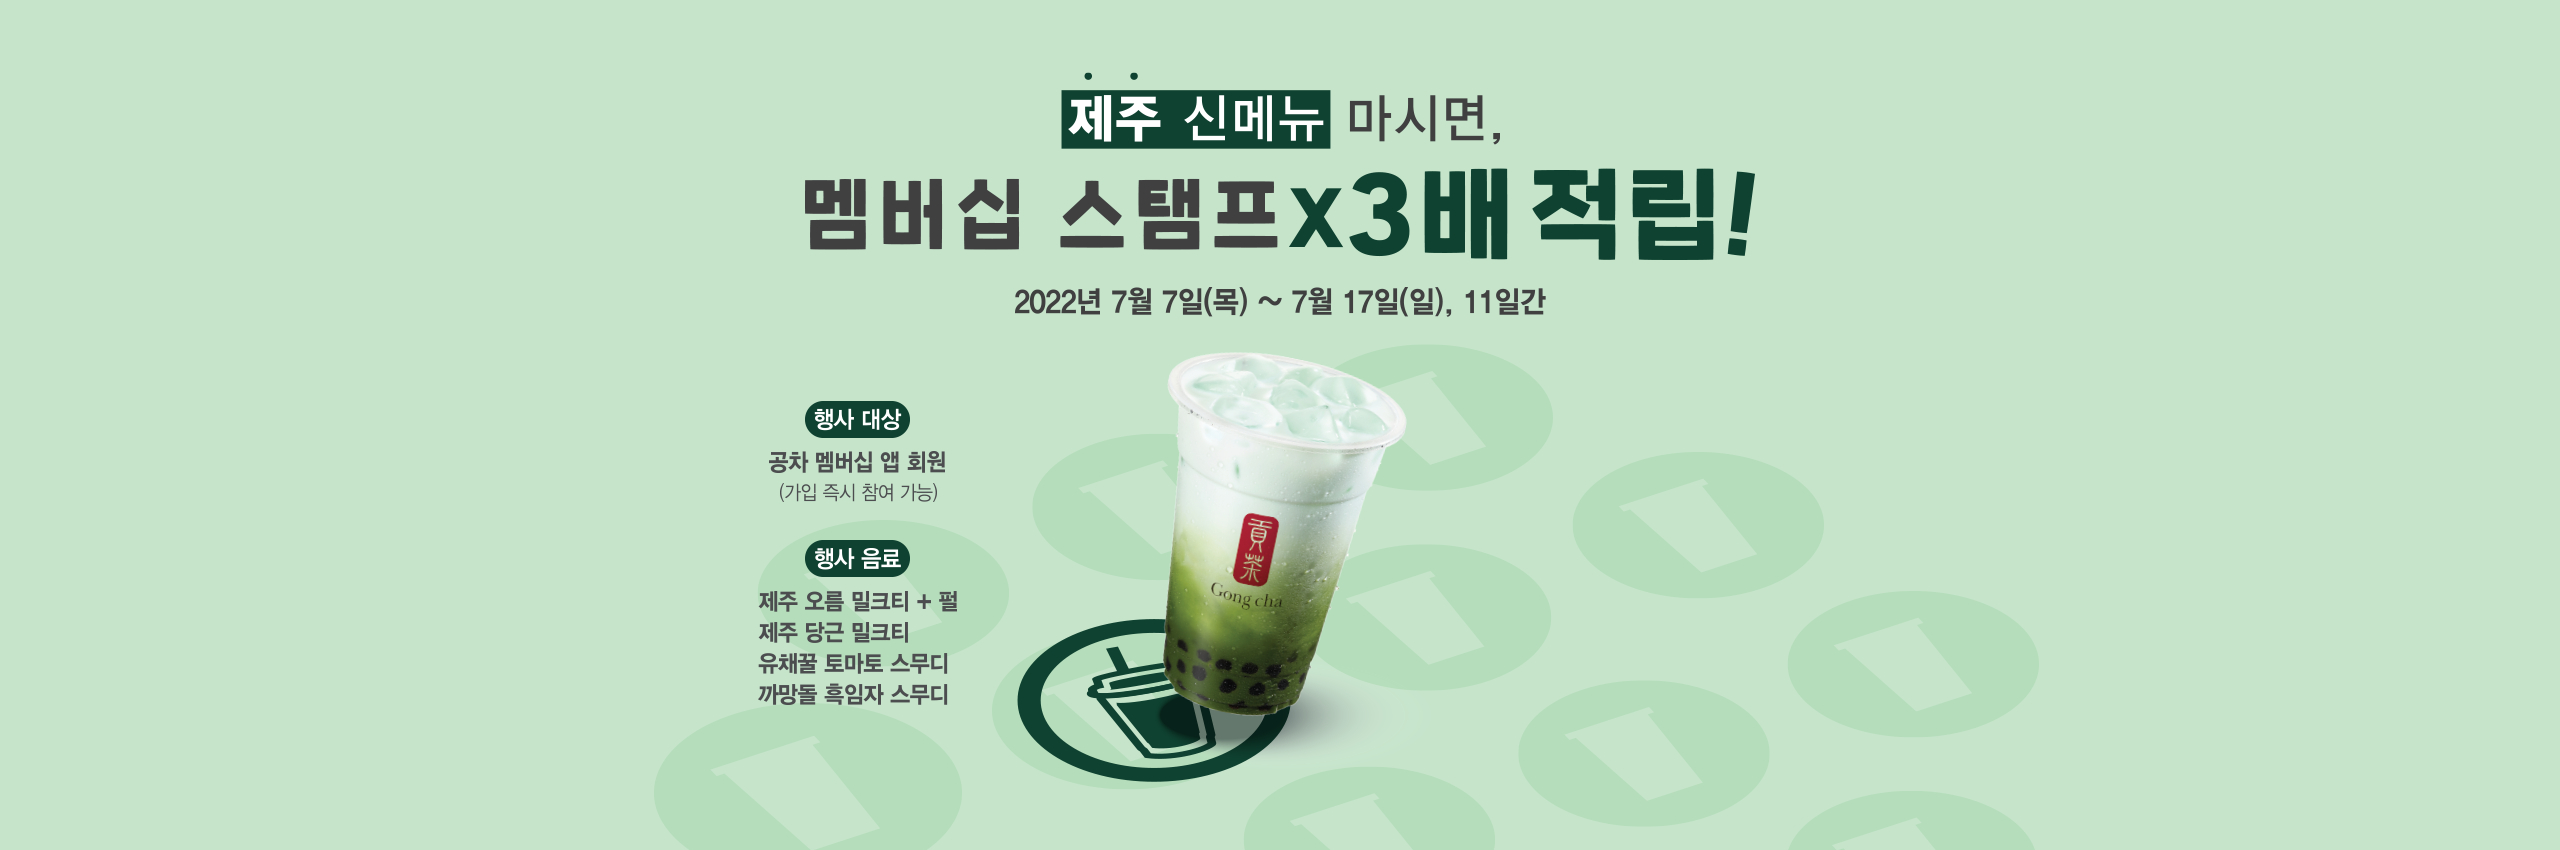 제주 신메뉴 마시면,
멤버십 스탬프x3배 적립!
2022년 7월 7일(목) ~ 7월 17일(일), 11일간
행사 대상
공차 멤버십 앱 회원
(가입 즉시 참여 가능)
행사 음료
제주 오름 밀크티 + 펄
제주 당근 밀크티
유채꿀 토마토 스무디
까망돌 흑임자 스무디
貢茶
Gong cha